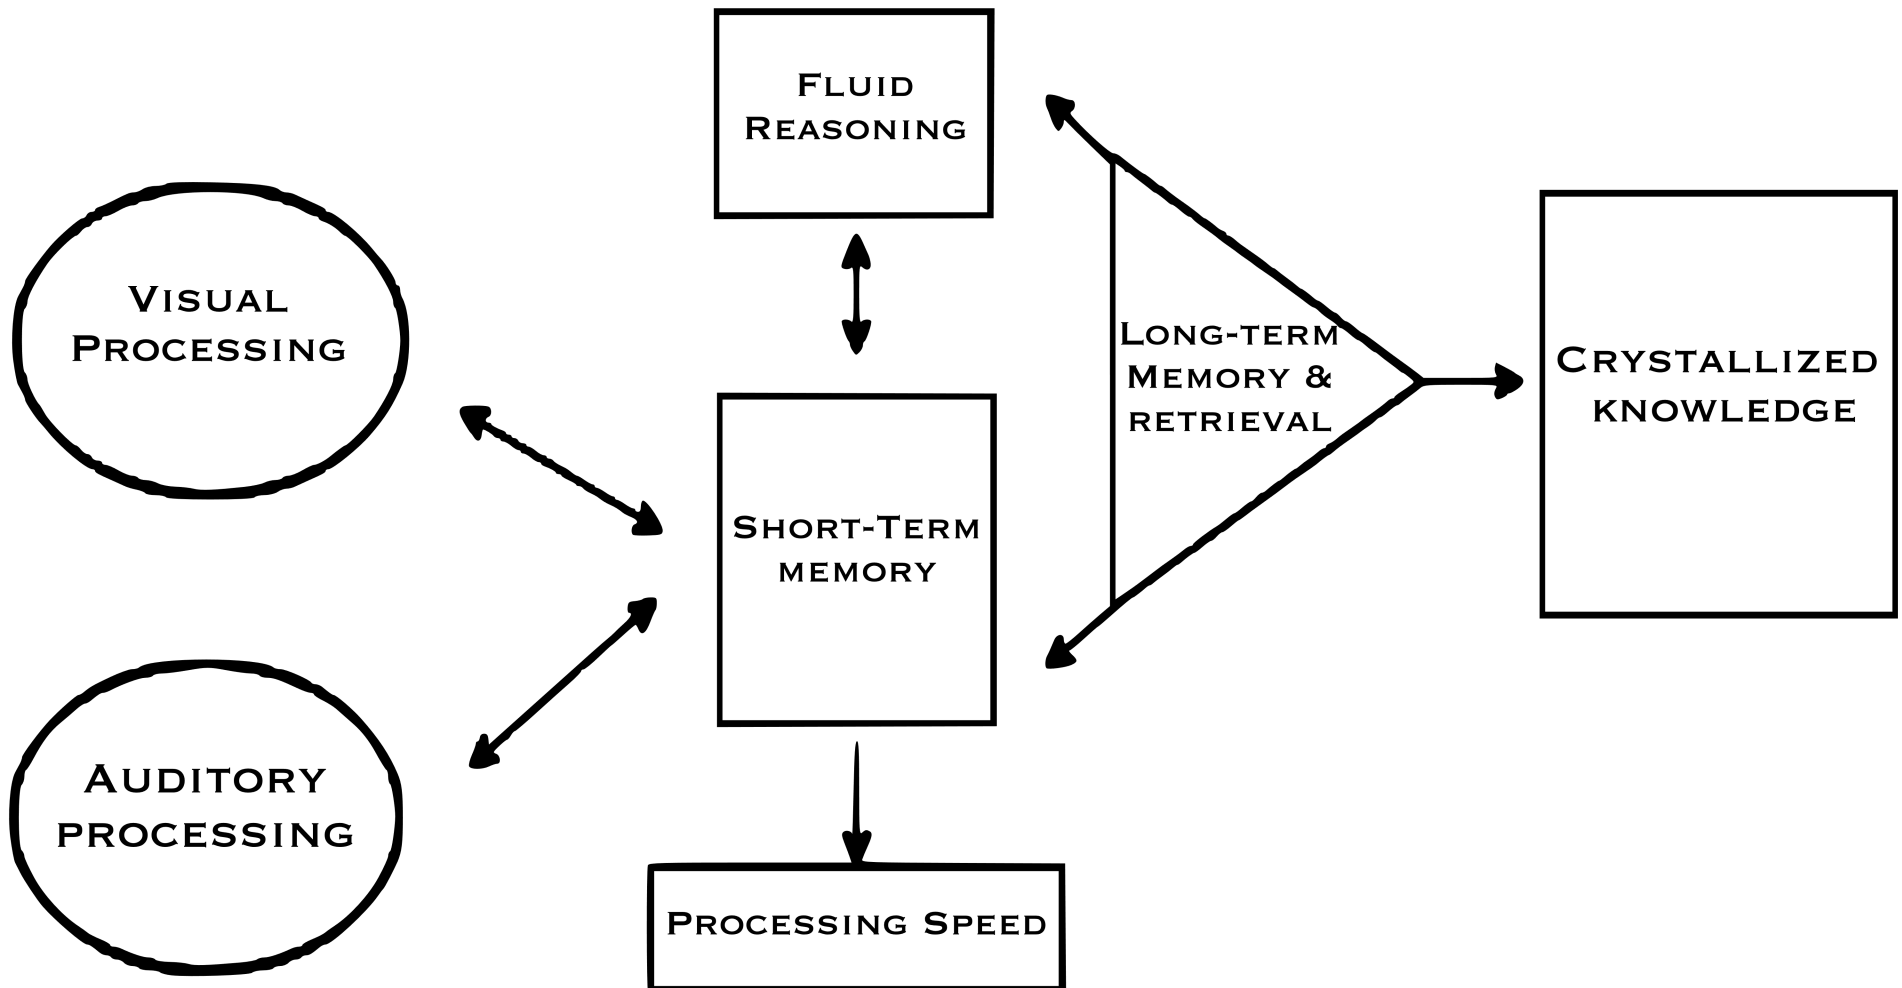 Fluid
Reasoning
Visual
Processing
Long-term
Memory &
retrieval
Crystallized
knowledge
Short-Term
memory
Auditory
processing
Processing Speed